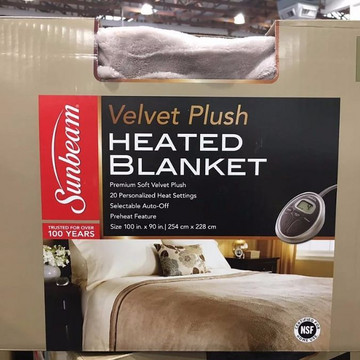 Sunbeam
TRUSTED FOR OVER
100 YEARS
Velvet Plush
HEATED
BLANKET
Premium Soft Velvet Plush
20 Personalized Heat Settings
Selectable Auto-Off
Preheat Feature
Size 100 in. x 90 in.| 254 cm x 228 cm
NSF